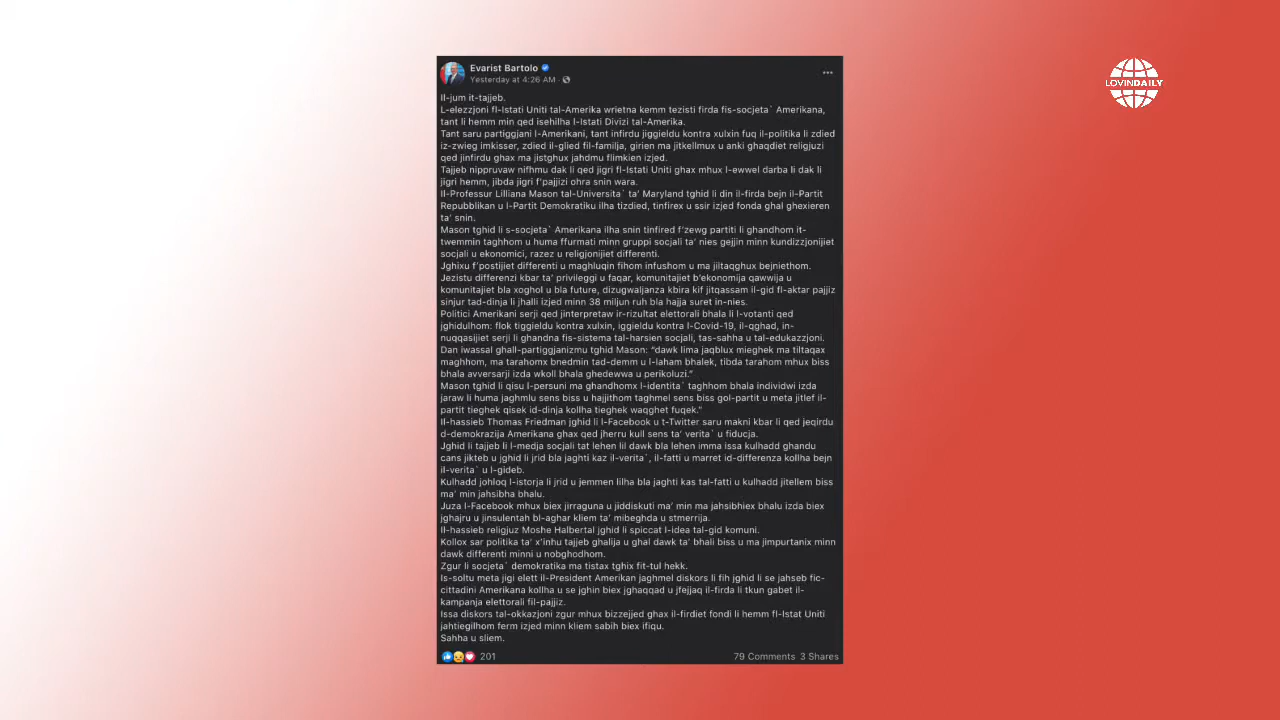 Evarist Bartolo
Yesterday at 4:26 AM ·
LOVINDAILY
Il-jum it-tajjeb.
L-elezzjoni fl-Istati Uniti tal-Amerika wrietna kemm tezisti firda fis-socjeta` Amerikana,
tant li hemm min qed isehilha l-Istati Divizi tal-Amerika.
Tant saru partiggjani l-Amerikani, tant infirdu jiggieldu kontra xulxin fuq il-politika li zdied
iz-zwieg imkisser, zdied il-glied fil-familja, girien ma jitkellmux u anki ghaqdiet religjuzi
qed jinfirdu ghax ma jistghux jahdmu flimkien izjed.
Tajjeb nippruvaw nifhmu dak li qed jigri fl-Istati Uniti ghax mhux l-ewwel darba li dak li
jigri hemm, jibda jigri f'pajjizi ohra snin wara.
Il-Professur Lilliana Mason tal-Universita` ta' Maryland tghid li din il-firda bejn il-Partit
Repubblikan u l-Partit Demokratiku ilha tizdied, tinfirex u ssir izjed fonda ghal ghexieren
ta' snin.
Mason tghid li s-socjeta` Amerikana ilha snin tinfired f'zewg partiti li ghandhom it-
twemmin taghhom u huma ffurmati minn gruppi socjali ta' nies gejjin minn kundizzjonijiet
socjali u ekonomici, razez u religjonijiet differenti.
Jghixu f'postijiet differenti u maghluqin fihom infushom u ma jiltaqghux bejniethom.
Jezistu differenzi kbar ta' privileggi u faqar, komunitajiet b'ekonomija qawwija u
komunitajiet bla xoghol u bla future, dizugwaljanza kbira kif jitqassam il-gid fl-aktar pajjiz
sinjur tad-dinja li jhalli izjed minn 38 miljun ruh bla hajja suret in-nies.
Politici Amerikani serji qed jinterpretaw ir-rizultat elettorali bhala li l-votanti qed
jghidulhom: flok tiggieldu kontra xulxin, iggieldu kontra l-Covid-19, il-qghad, in-
nuqqasijiet serji li ghandna fis-sistema tal-harsien socjali, tas-sahha u tal-edukazzjoni.
Dan iwassal ghall-partiggjanizmu tghid Mason: "dawk lima jaqblux mieghek ma tiltaqax
maghhom, ma tarahomx bnedmin tad-demm u l-laham bhalek, tibda tarahom mhux biss
bhala avversarji izda wkoll bhala ghedewwa u perikoluzi."
Mason tghid li qisu l-persuni ma ghandhomx l-identita` taghhom bhala individwi izda
jaraw li huma jaghmlu sens biss u hajjithom taghmel sens biss gol-partit u meta jitlef il-
partit tieghek qisek id-dinja kollha tieghek waqghet fuqek."
Il-hassieb Thomas Friedman jghid li l-Facebook u t-Twitter saru makni kbar li qed jeqirdu
d-demokrazija Amerikana ghax qed jherru kull sens ta' verita` u fiducja.
Jghid li tajjeb li l-medja socjali tat lehen lil dawk bla lehen imma issa kulhadd ghandu
cans jikteb u jghid li jrid bla jaghti kaz il-verita`, il-fatti u marret id-differenza kollha bejn
il-verita` u l-gideb.
Kulhadd johloq l-istorja li jrid u jemmen lilha bla jaghti kas tal-fatti u kulhadd jitellem biss
ma' min jahsibha bhalu.
Juza l-Facebook mhux biex jirraguna u jiddiskuti ma' min ma jahsibhiex bhalu izda biex
jghajru u jinsulentah bl-aghar kliem ta' mibeghda u stmerrija.
Il-hassieb religjuz Moshe Halbertal jghid li spiccat l-idea tal-gid komuni.
Kollox sar politika ta' x'inhu tajjeb ghalija u ghal dawk ta' bhali biss u ma jimpurtanix minn
dawk differenti minni u nobghodhom.
Zgur li socjeta` demokratika ma tistax tghix fit-tul hekk.
Is-soltu meta jigi elett il-President Amerikan jaghmel diskors li fih jghid li se jahseb fic-
cittadini Amerikana kollha u se jghin biex jghaqqad u jfejjaq il-firda li tkun gabet il-
kampanja elettorali fil-pajjiz.
Issa diskors tal-okkazjoni zgur mhux bizzejjed ghax il-firdiet fondi li hemm fl-Istat Uniti
jahtiegilhom ferm izjed minn kliem sabih biex ifiqu.
Sahha u sliem.
201
79 Comments 3 Shares